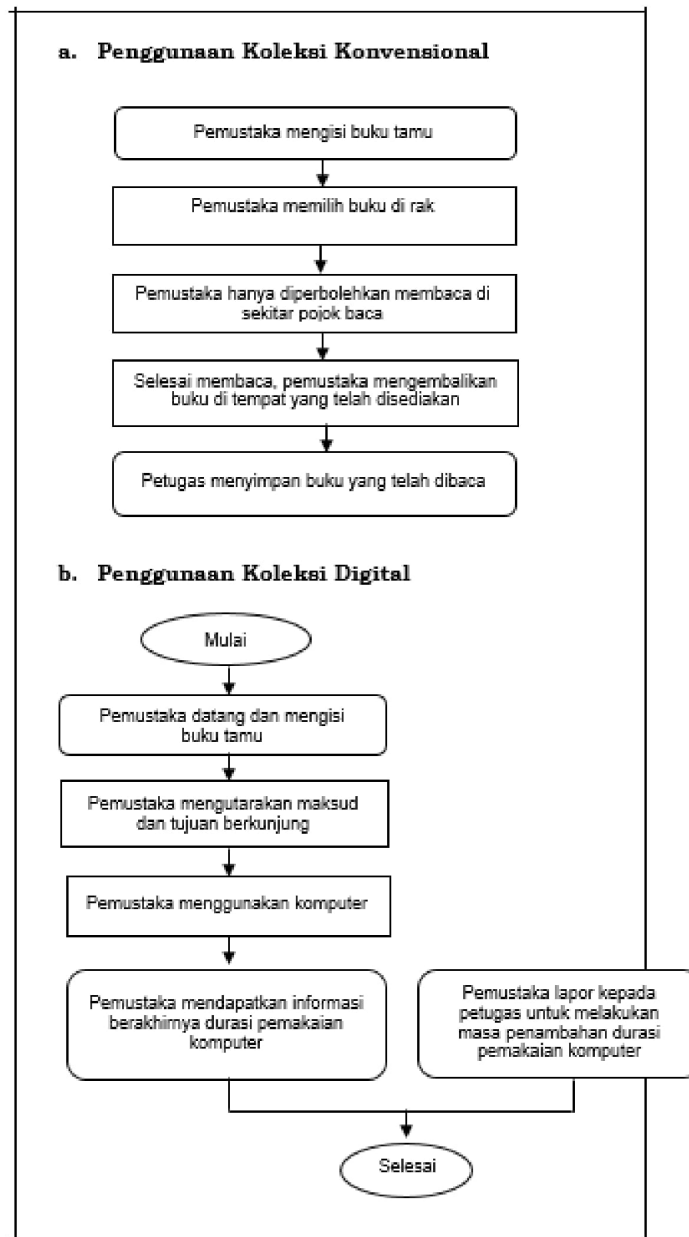 a. Penggunaan Koleksi Konvensional
Pemustaka mengisi buku tamu
Pemustaka memilih buku di rak
Pemustaka hanya diperbolehkan membaca di
sekitar pojok baca
Selesai membaca, pemustaka mengembalikan
buku di tempat yang telah disediakan
Petugas menyimpan buku yang telah dibaca
b. Penggunaan Koleksi Digital
Mulai
Pemustaka datang dan mengisi
buku tamu
Pemustaka mengutarakan maksud
dan tujuan berkunjung
Pemustaka menggunakan komputer
Pemustaka mendapatkan informasi
berakhirnya durasi pemakaian
komputer
Pemustaka lapor kepada
petugas untuk melakukan
masa penambahan durasi
pemakaian komputer
Selesai